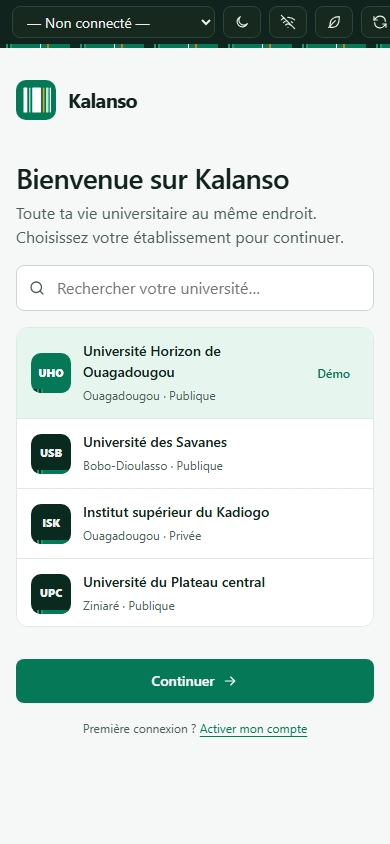 — Non connecté —
Kalanso
Bienvenue sur Kalanso
Toute ta vie universitaire au même endroit.
Choisissez votre établissement pour continuer.
Rechercher votre université…
UHO
Université Horizon de
Ouagadougou
Ouagadougou · Publique
Démo
USB
Université des Savanes
Bobo-Dioulasso · Publique
ISK
Institut supérieur du Kadiogo
Ouagadougou · Privée
UPC
Université du Plateau central
Ziniaré · Publique
Continuer →
Première connexion ? Activer mon compte